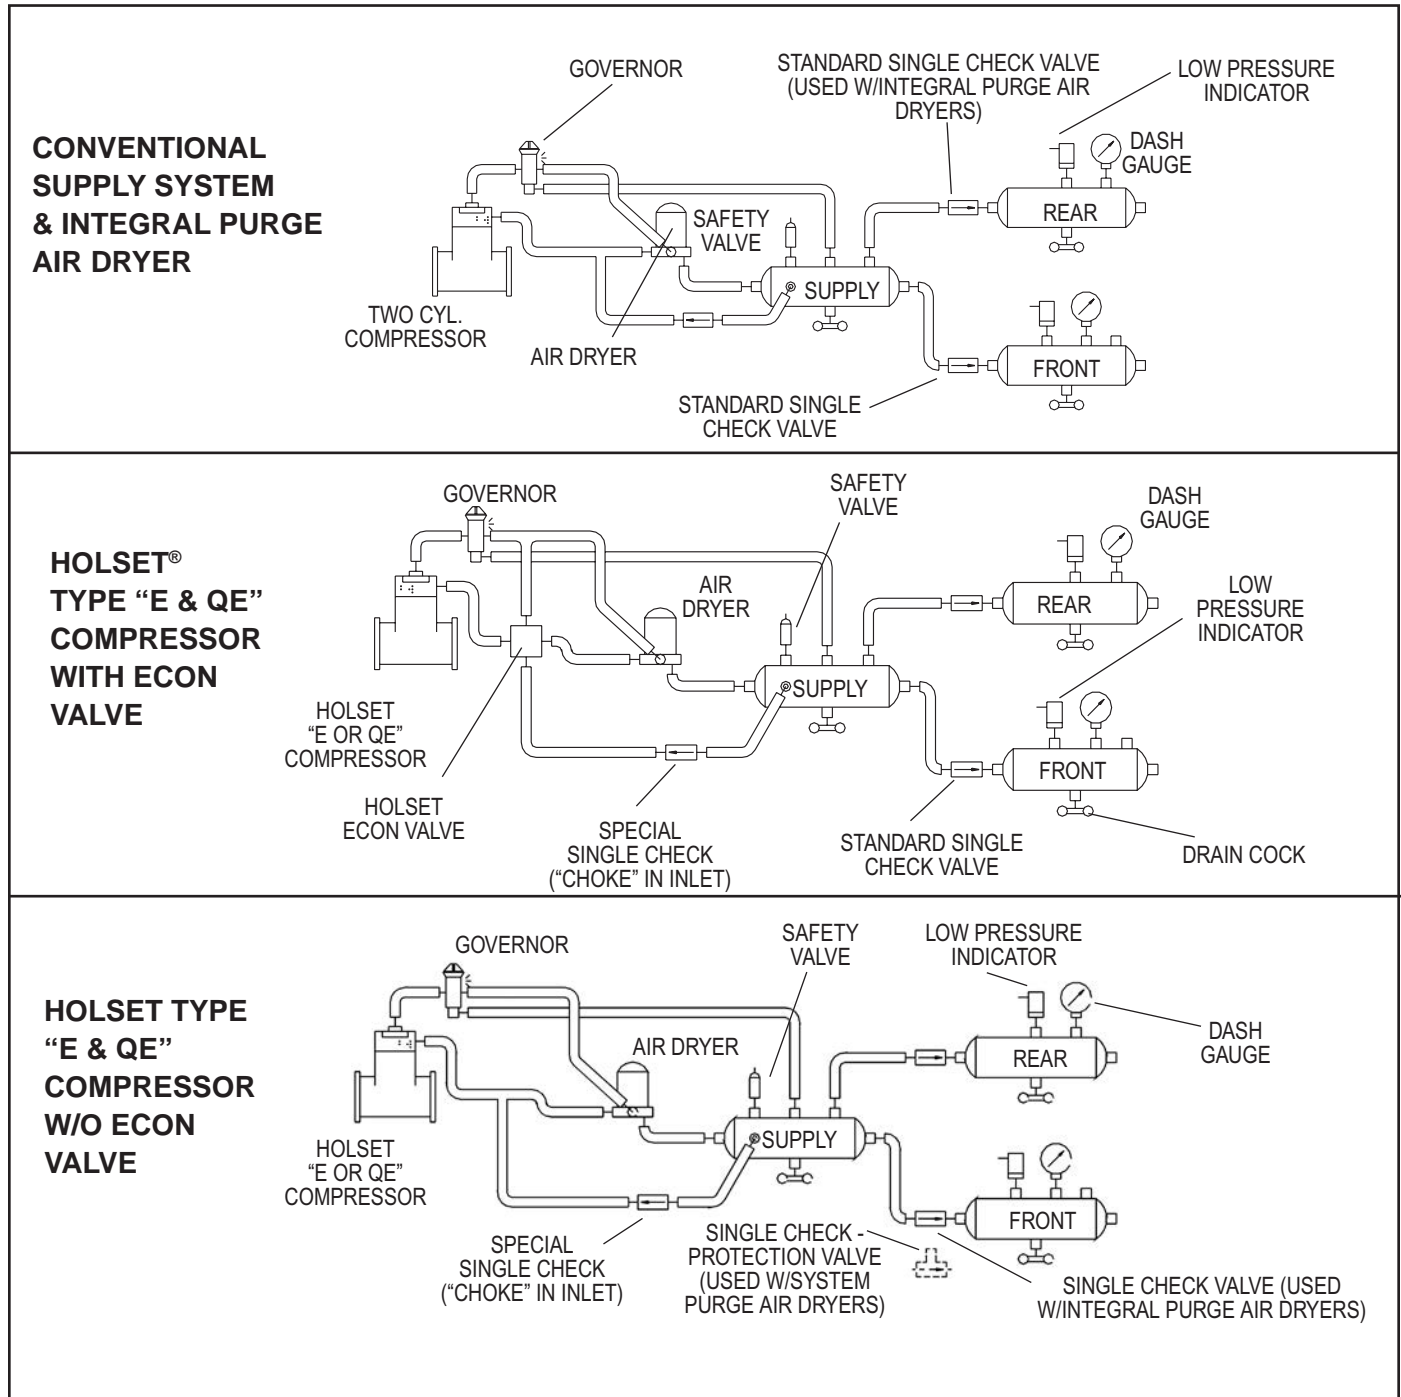 CONVENTIONAL
SUPPLY SYSTEM
& INTEGRAL PURGE
AIR DRYER
GOVERNOR
STANDARD SINGLE CHECK VALVE
(USED W/INTEGRAL PURGE AIR
DRYERS)
LOW PRESSURE
INDICATOR
DASH
GAUGE
REAR
SAFETY
VALVE
SUPPLY
TWO CYL.
COMPRESSOR
AIR DRYER
FRONT
STANDARD SINGLE
CHECK VALVE
HOLSET®
TYPE “E & QE”
COMPRESSOR
WITH ECON
VALVE
GOVERNOR
SAFETY
VALVE
DASH
GAUGE
AIR
DRYER
REAR
LOW
PRESSURE
INDICATOR
SUPPLY
HOLSET
“E OR QE”
COMPRESSOR
FRONT
HOLSET
ECON VALVE
SPECIAL
SINGLE CHECK
(“CHOKE” IN INLET)
STANDARD SINGLE
CHECK VALVE
DRAIN COCK
HOLSET TYPE
“E & QE”
COMPRESSOR
W/O ECON
VALVE
GOVERNOR
SAFETY
VALVE
LOW PRESSURE
INDICATOR
DASH
GAUGE
AIR DRYER
REAR
SUPPLY
HOLSET
“E OR QE”
COMPRESSOR
FRONT
SPECIAL
SINGLE CHECK
(“CHOKE” IN INLET)
SINGLE CHECK -
PROTECTION VALVE
(USED W/SYSTEM
PURGE AIR DRYERS)
SINGLE CHECK VALVE (USED
W/INTEGRAL PURGE AIR DRYERS)